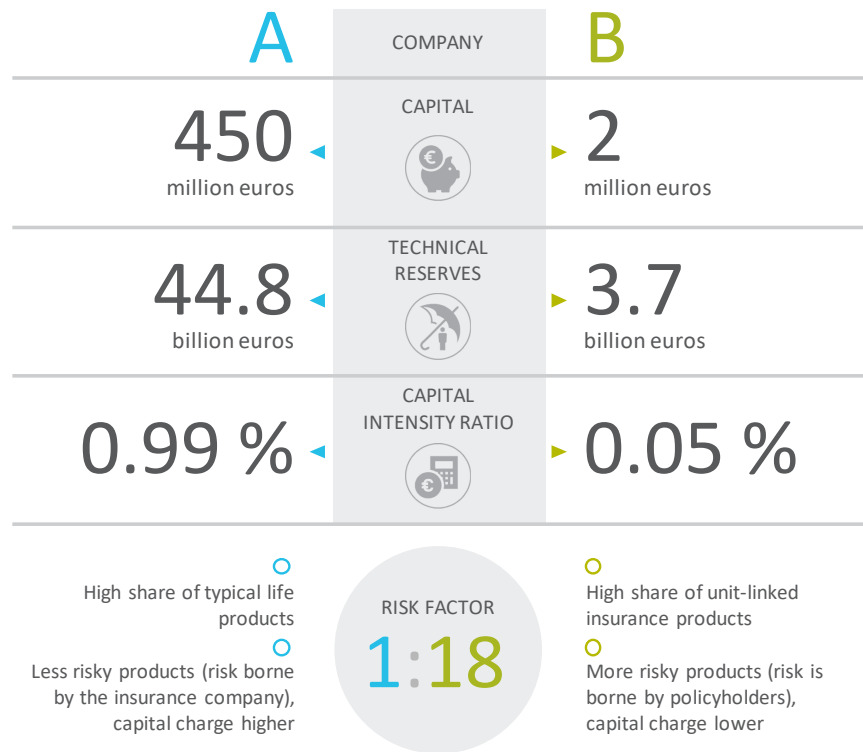 A
COMPANY
B
CAPITAL
450
million euros
€
2
million euros
TECHNICAL
RESERVES
44.8
billion euros
3.7
billion euros
CAPITAL
INTENSITY RATIO
0.99 %
€
0.05 %
High share of typical life
products
Less risky products (risk borne
by the insurance company),
capital charge higher
RISK FACTOR
1:18
High share of unit-linked
insurance products
More risky products (risk is
borne by policyholders),
capital charge lower